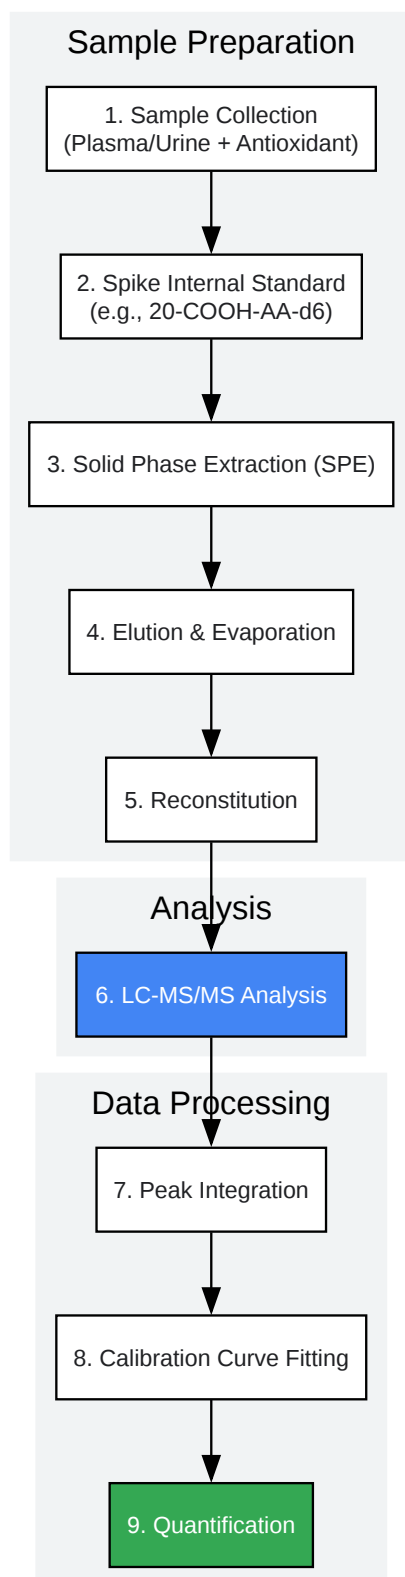 Sample Preparation
1. Sample Collection
(Plasma/Urine + Antioxidant)
2. Spike Internal Standard
(e.g., 20-COOH-AA-d6)
3. Solid Phase Extraction (SPE)
4. Elution & Evaporation
5. Reconstitution
Analysis
6. LC-MS/MS Analysis
Data Processing
7. Peak Integration
8. Calibration Curve Fitting
9. Quantification